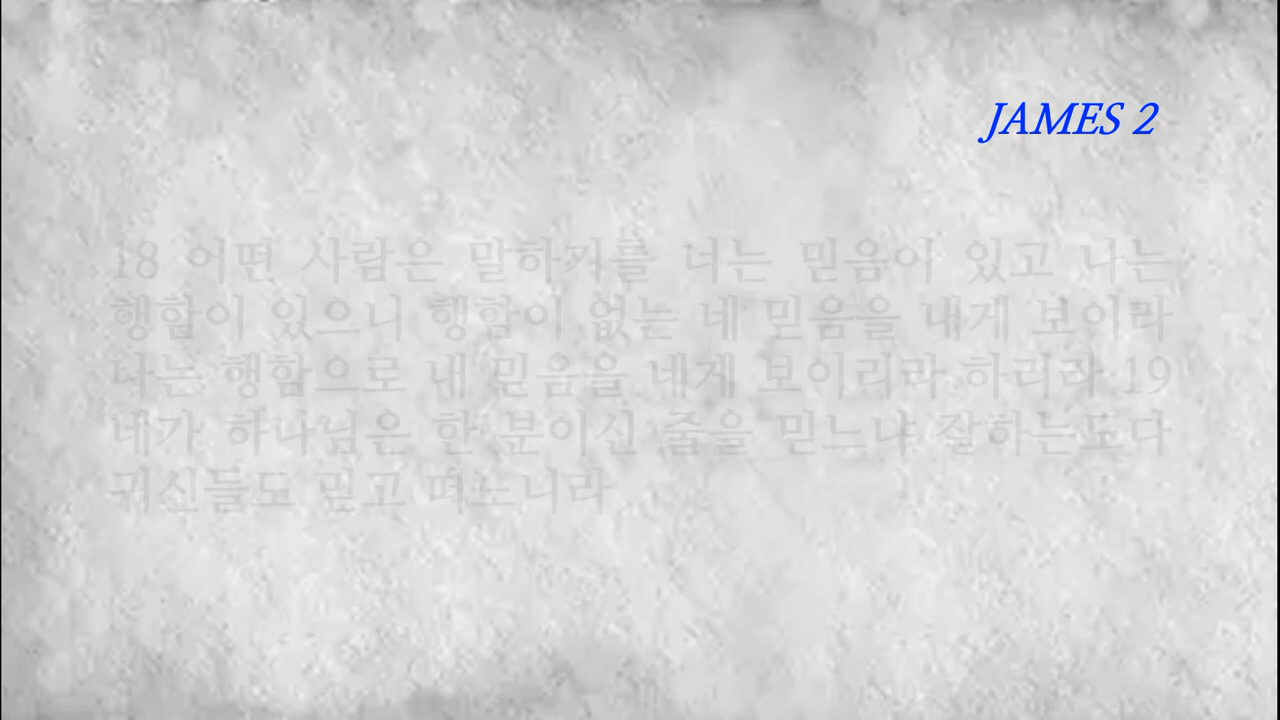 JAMES 2
18 어떤 사람은 말하기를 너는 믿음이 있고 나는
행함이 있으니 행함이 없는 네 믿음을 내게 보이라
나는 행함으로 내 믿음을 네게 보이리라 하리라 19
네가 하나님은 한 분이신 줄을 믿느냐 잘하는도다
귀신들도 믿고 떠느니라